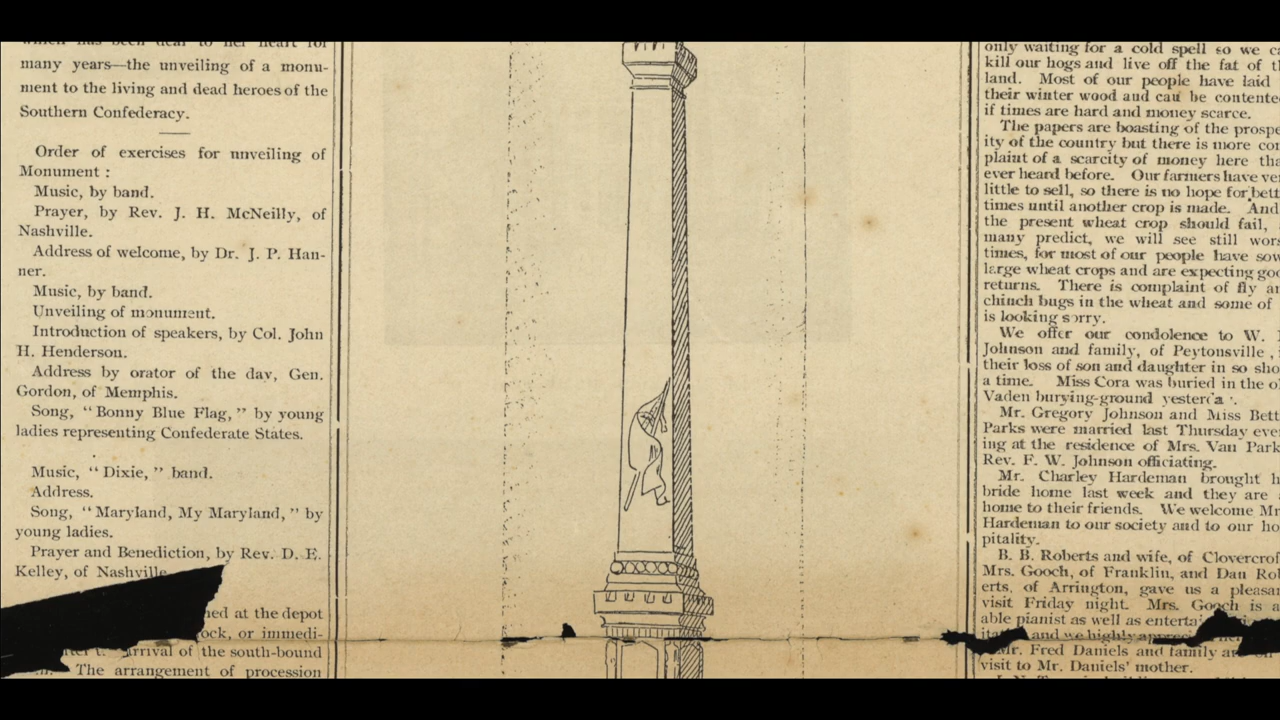 which has been dear to her heart for
many years—the unveiling of a monu-
ment to the living and dead heroes of the
Southern Confederacy.
Order of exercises for unveiling of
Monument :
Music, by band.
Prayer, by Rev. J. H. McNeilly, of
Nashville.
Address of welcome, by Dr. J. P. Han-
ner.
Music, by band.
Unveiling of monument.
Introduction of speakers, by Col. John
H. Henderson.
Address by orator of the day, Gen.
Gordon, of Memphis.
Song, "Bonny Blue Flag," by young
ladies representing Confederate States.
Music, "Dixie," band.
Address.
Song, "Maryland, My Maryland," by
young ladies.
Prayer and Benediction, by Rev. D. E.
Kelley, of Nashville
at the depot
or immedi-
arrival of the south-bound
The arrangement of procession
only waiting for a cold spell so we
kill our hogs and live off the fat of
land. Most of our people have laid
their winter wood and can be
if times are hard and money scarce.
The papers are boasting of the
ity of the country but there is more
plaint of a scarcity of money here
ever heard before. Our farmers have
little to sell, so there is no hope for
times until another crop is made. And
the present wheat crop should fail,
many predict, we will see still
times, for most of our people have
large wheat crops and are expecting
returns. There is complaint of fly
chinch bugs in the wheat and some of
is looking sorry.
We offer our condolence to W.
Johnson and family, of Peytonsville,
their loss of son and daughter in so
a time. Miss Cora was buried in the
Vaden burying-ground
Mr. Gregory Johnson and Miss
Parks were married last Thursday
ing at the residence of Mrs. Van
Rev. F. W. Johnson officiating.
Mr. Charley Hardeman brought
bride home last week and they are
home to their friends. We welcome
Hardeman to our society and to our
pitality.
B. B. Roberts and wife, of
Mrs. Gooch, of Franklin, and Dan
erts, of Arrington, gave us a
visit Friday night. Mrs. Gooch is
able pianist as well as
and we highly
Mr. Fred Daniels and family
visit to Mr. Daniels' mother.